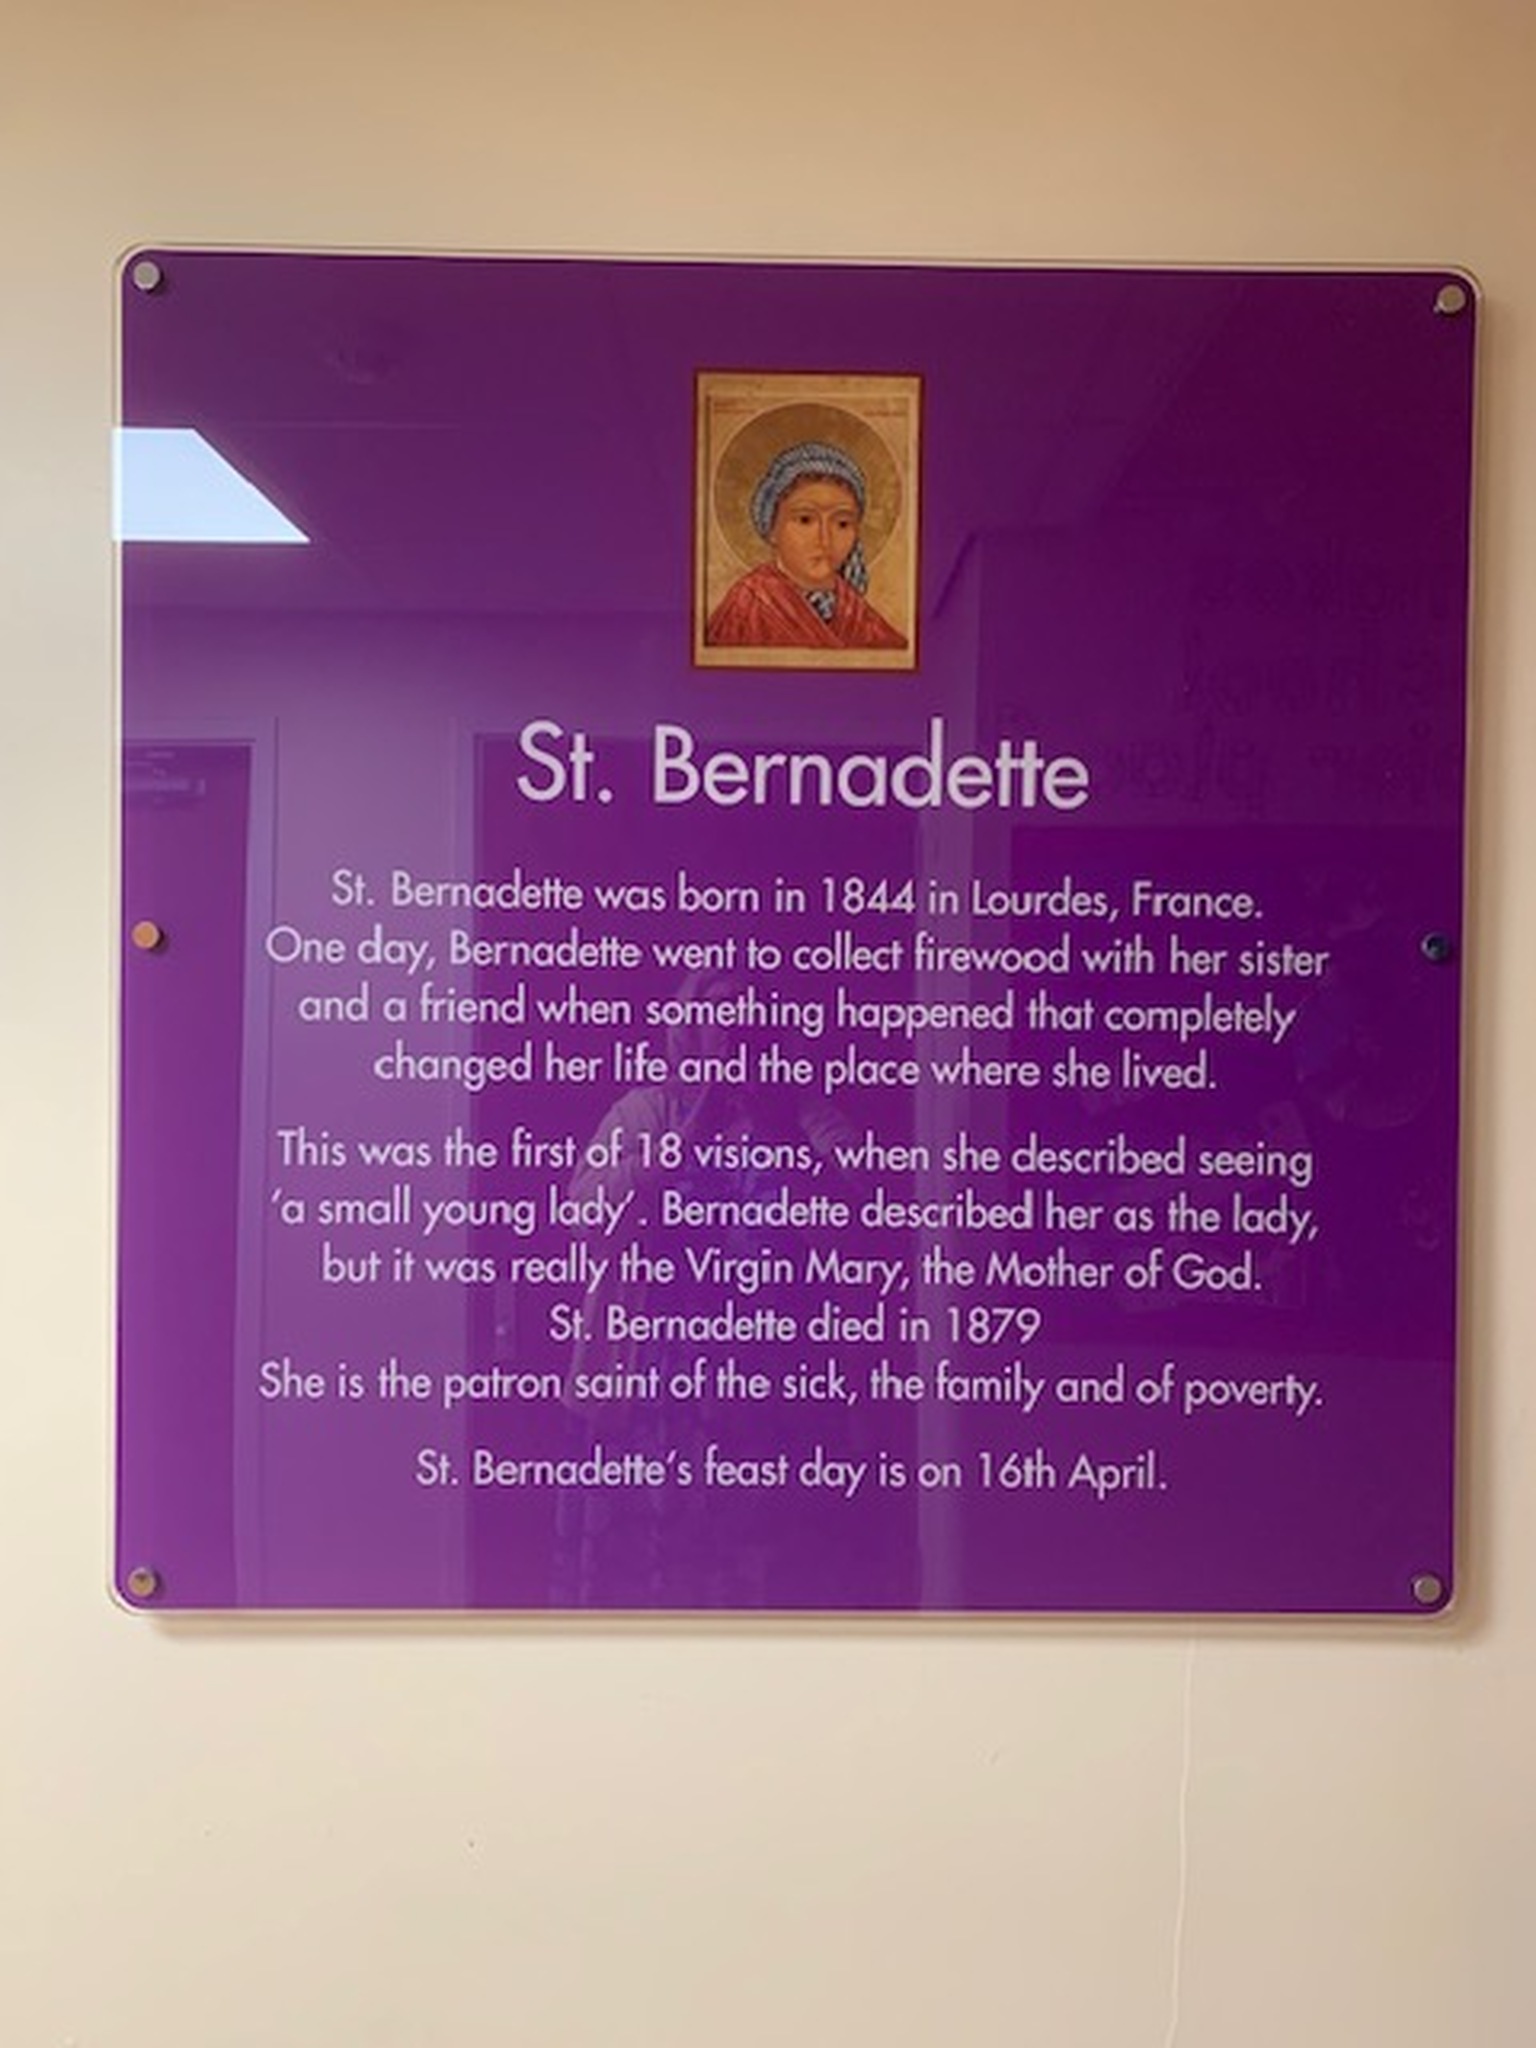 St. Bernadette
St. Bernadette was born in 1844 in Lourdes, France.
One day, Bernadette went to collect firewood with her sister
and a friend when something happened that completely
changed her life and the place where she lived.
This was the first of 18 visions, when she described seeing
‘a small young lady’. Bernadette described her as the lady,
but it was really the Virgin Mary, the Mother of God.
St. Bernadette died in 1879
She is the patron saint of the sick, the family and of poverty.
St. Bernadette’s feast day is on 16th April.